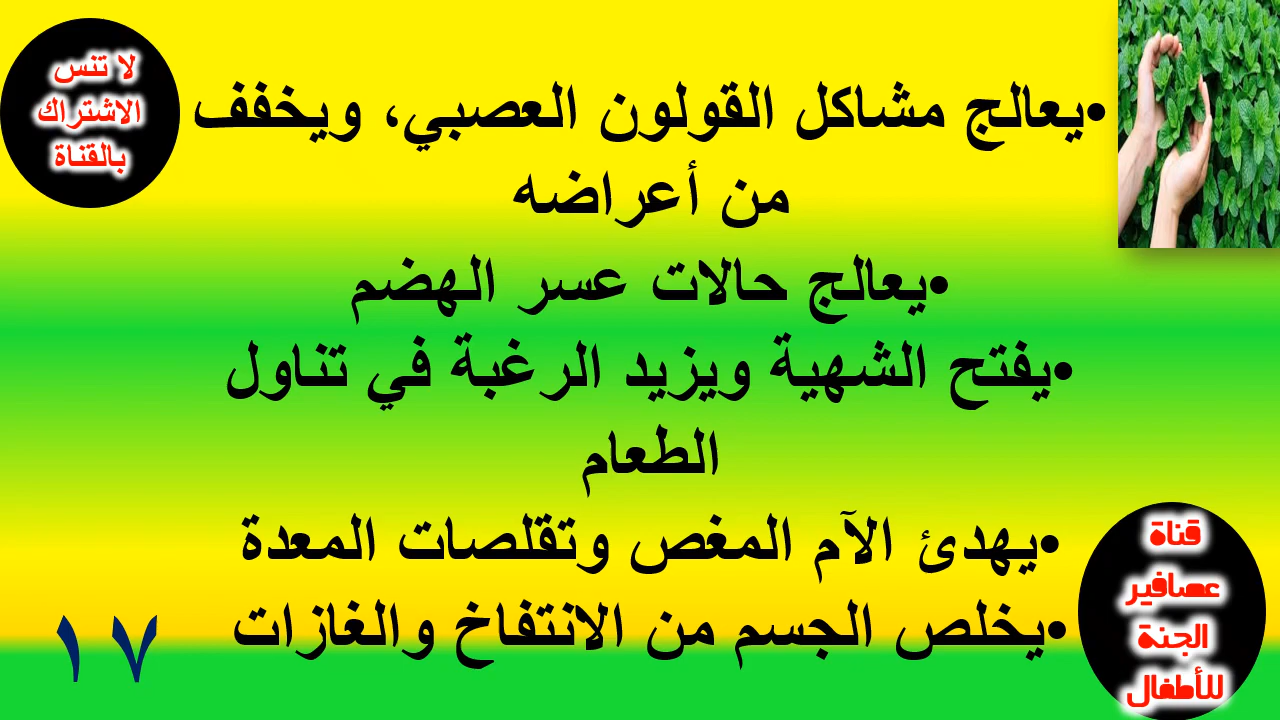 لا تنس
الاشتراك
بالقناة
•يعالج مشاكل القولون العصبي، ويخفف
من أعراضه
•يعالج حالات عسر الهضم
•يفتح الشهية ويزيد الرغبة في تناول
الطعام
•يهدئ الآم المغص وتقلصات المعدة
•يخلص الجسم من الانتفاخ والغازات
١٧
قناة
عصافير
الجنة
للأطفال